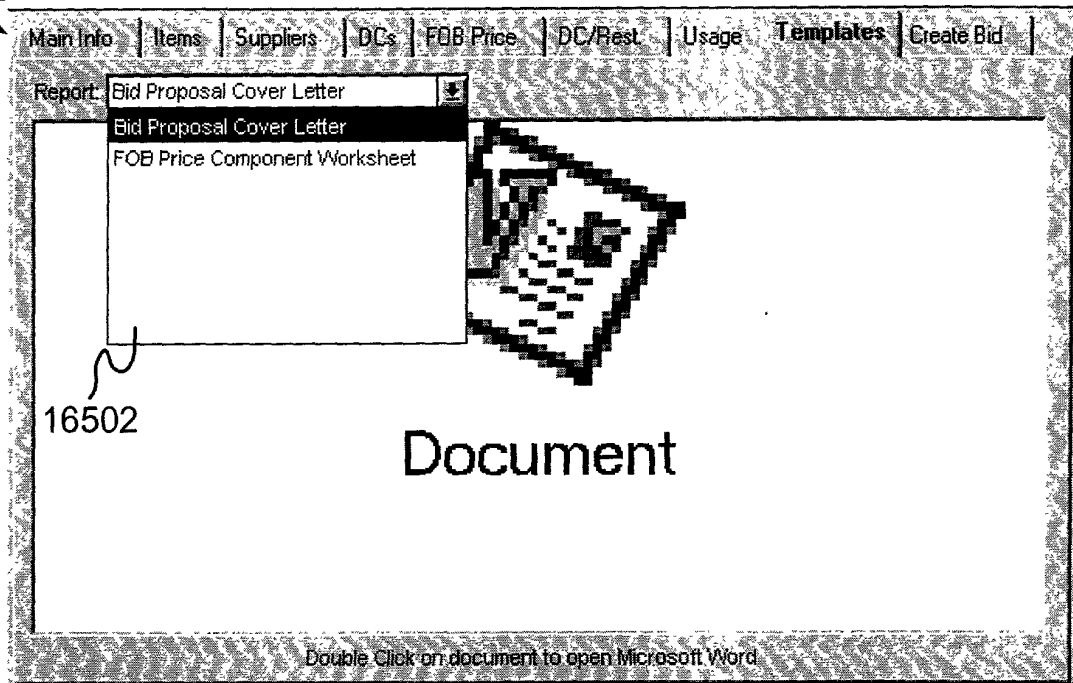 Main Info Items Suppliers DCs FOB Price DC/Rest. Usage Templates Create Bid
Report: Bid Proposal Cover Letter
Bid Proposal Cover Letter
FOB Price Component Worksheet
16502
Document
Double Click on document to open Microsoft Word